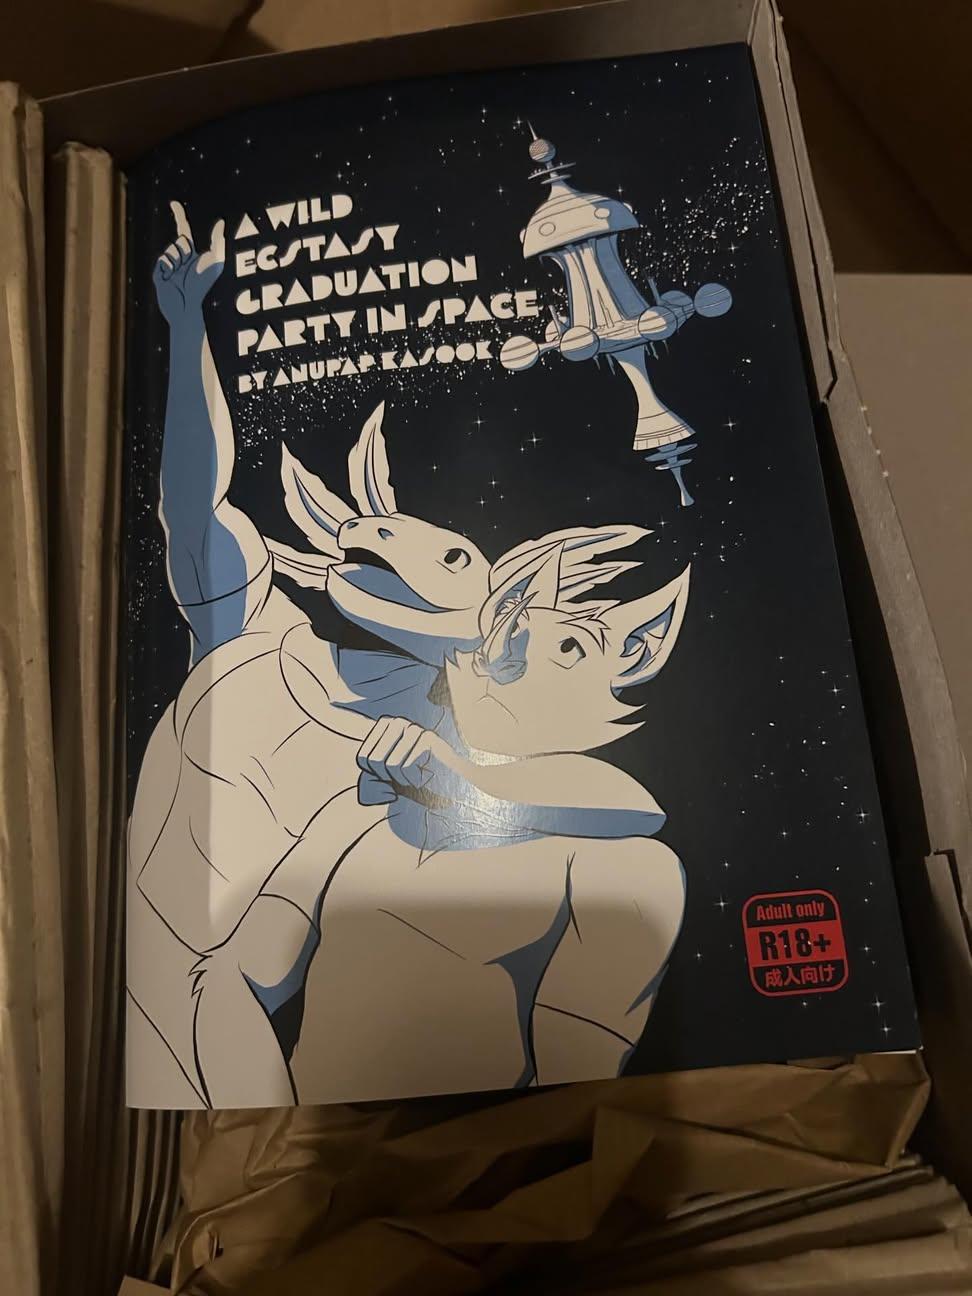 A WILD
ECSTASY
GRADUATION
PARTY IN SPACE
BY ANUPAP KASOOK
Adult only
R18+
成人向け